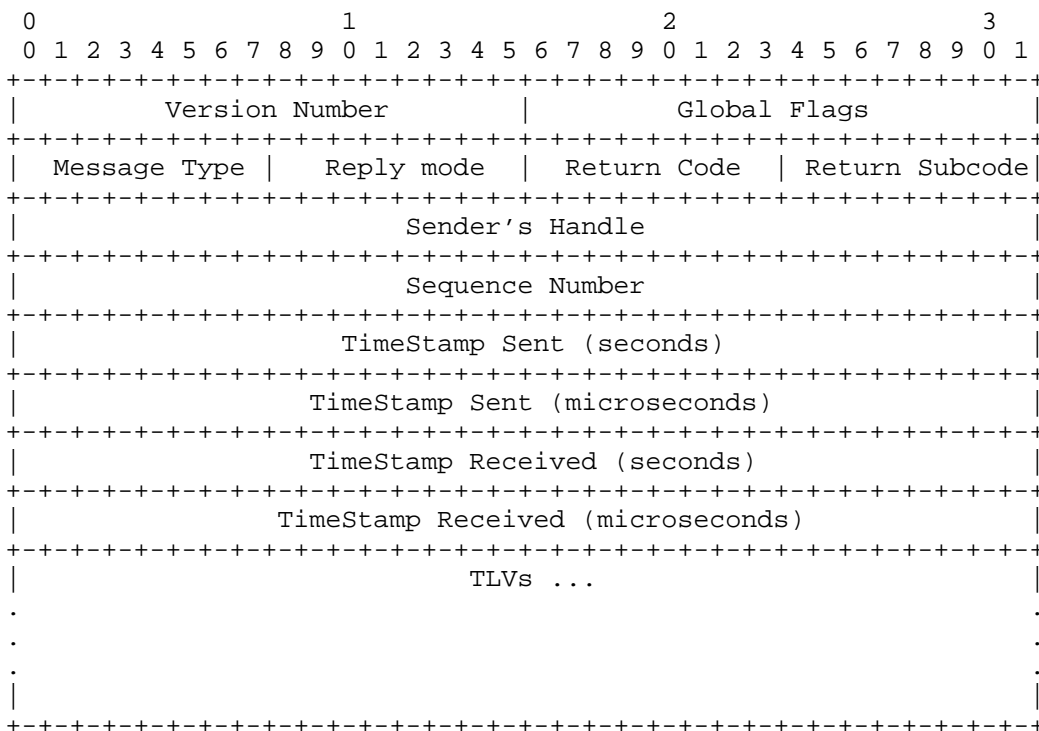 0                   1                   2                   3
 0 1 2 3 4 5 6 7 8 9 0 1 2 3 4 5 6 7 8 9 0 1 2 3 4 5 6 7 8 9 0 1
+-+-+-+-+-+-+-+-+-+-+-+-+-+-+-+-+-+-+-+-+-+-+-+-+-+-+-+-+-+-+-+-+
|         Version Number        |         Global Flags          |
+-+-+-+-+-+-+-+-+-+-+-+-+-+-+-+-+-+-+-+-+-+-+-+-+-+-+-+-+-+-+-+-+
|  Message Type |   Reply mode  |  Return Code  | Return Subcode|
+-+-+-+-+-+-+-+-+-+-+-+-+-+-+-+-+-+-+-+-+-+-+-+-+-+-+-+-+-+-+-+-+
|                        Sender’s Handle                        |
+-+-+-+-+-+-+-+-+-+-+-+-+-+-+-+-+-+-+-+-+-+-+-+-+-+-+-+-+-+-+-+-+
|                        Sequence Number                        |
+-+-+-+-+-+-+-+-+-+-+-+-+-+-+-+-+-+-+-+-+-+-+-+-+-+-+-+-+-+-+-+-+
|                    TimeStamp Sent (seconds)                   |
+-+-+-+-+-+-+-+-+-+-+-+-+-+-+-+-+-+-+-+-+-+-+-+-+-+-+-+-+-+-+-+-+
|                  TimeStamp Sent (microseconds)                |
+-+-+-+-+-+-+-+-+-+-+-+-+-+-+-+-+-+-+-+-+-+-+-+-+-+-+-+-+-+-+-+-+
|                  TimeStamp Received (seconds)                 |
+-+-+-+-+-+-+-+-+-+-+-+-+-+-+-+-+-+-+-+-+-+-+-+-+-+-+-+-+-+-+-+-+
|                TimeStamp Received (microseconds)              |
+-+-+-+-+-+-+-+-+-+-+-+-+-+-+-+-+-+-+-+-+-+-+-+-+-+-+-+-+-+-+-+-+
|                            TLVs ...                           |
.                                                               .
.                                                               .
.                                                               .
|                                                               |
+-+-+-+-+-+-+-+-+-+-+-+-+-+-+-+-+-+-+-+-+-+-+-+-+-+-+-+-+-+-+-+-+